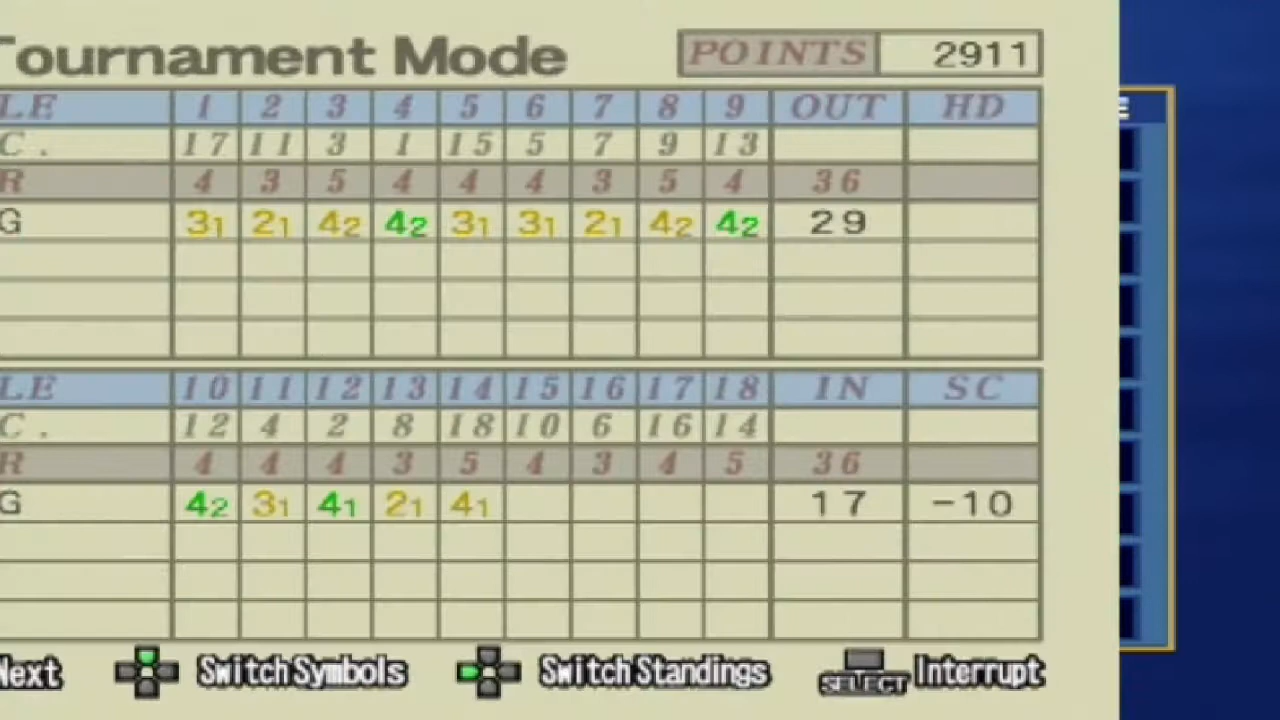 Tournament Mode POINTS 2911
LE 1 2 3 4 5 6 7 8 9 OUT HD
C. 17 11 3 1 15 5 7 9 13
R 4 3 5 4 4 4 3 5 4 36
G 31 21 42 42 31 31 21 42 42 29
LE 10 11 12 13 14 15 16 17 18 IN SC
C. 12 4 2 8 18 10 6 16 14
R 4 4 4 3 5 4 3 4 5 36
G 42 31 41 21 41 17 -10
Next Switch Symbols Switch Standings SELECT Interrupt